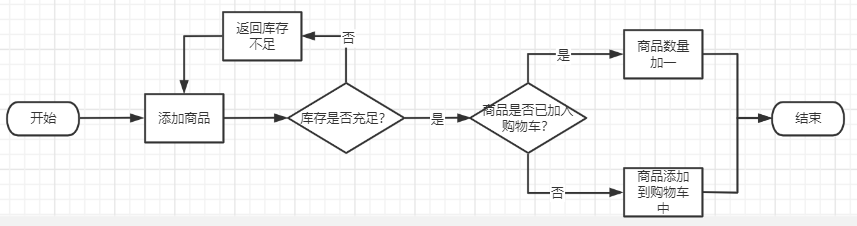 返回库存
不足
否
是
商品数量
加一
开始
添加商品
库存是否充足?
是
商品是否已加入
购物车?
结束
否
商品添加
到购物车
中